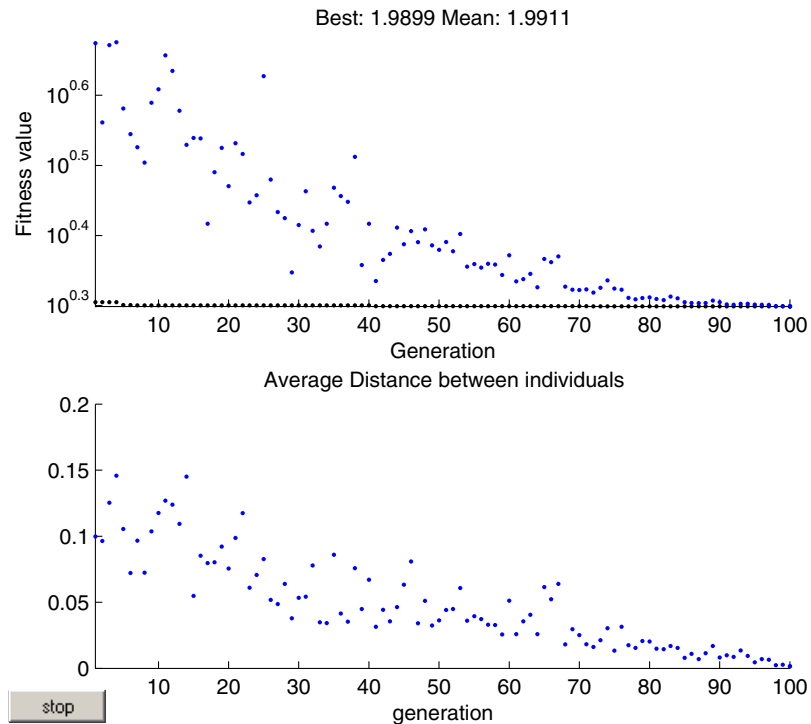 Best: 1.9899 Mean: 1.9911
Fitness value
10^0.6
10^0.5
10^0.4
10^0.3
10 20 30 40 50 60 70 80 90 100
Generation
Average Distance between individuals
0.2
0.15
0.1
0.05
0
10 20 30 40 50 60 70 80 90 100
generation
stop